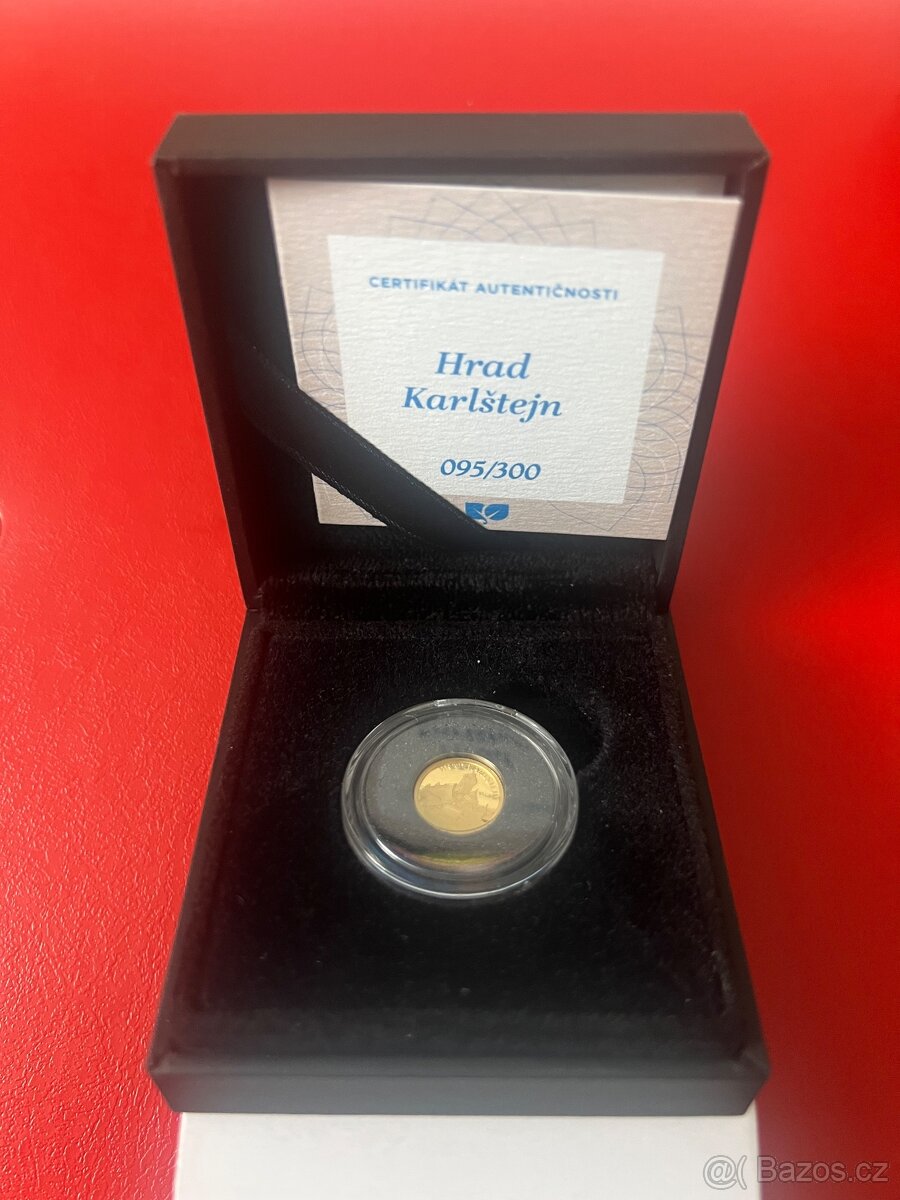 CERTIFIKÁT AUTENTIČNOSTI
Hrad
Karlštejn
095/300
@( Bazos.cz